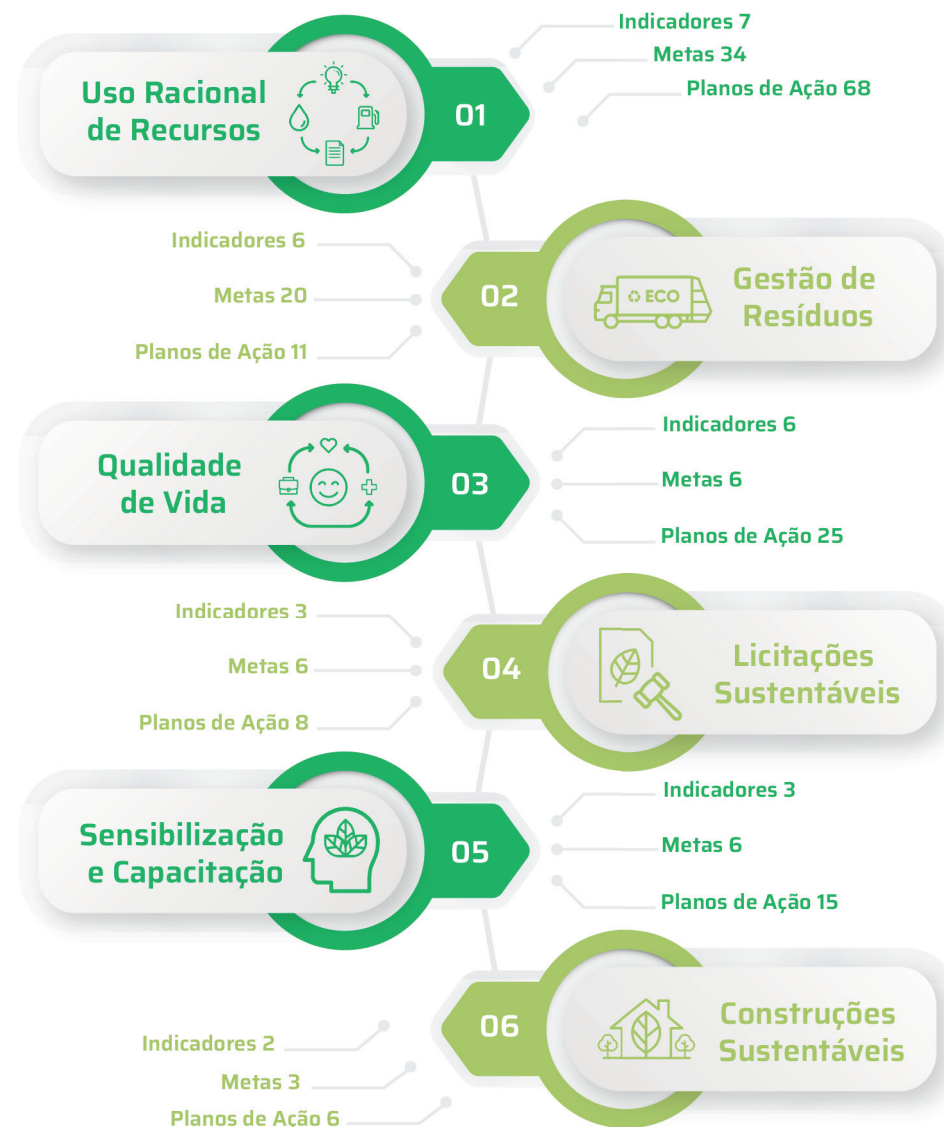 Uso Racional
de Recursos
01
Indicadores 7
Metas 34
Planos de Ação 68
Indicadores 6
Metas 20
Planos de Ação 11
02
ECO
Gestão de
Resíduos
Qualidade
de Vida
03
Indicadores 6
Metas 6
Planos de Ação 25
Indicadores 3
Metas 6
Planos de Ação 8
04
Licitações
Sustentáveis
Sensibilização
e Capacitação
05
Indicadores 3
Metas 6
Planos de Ação 15
Indicadores 2
Metas 3
Planos de Ação 6
06
Construções
Sustentáveis